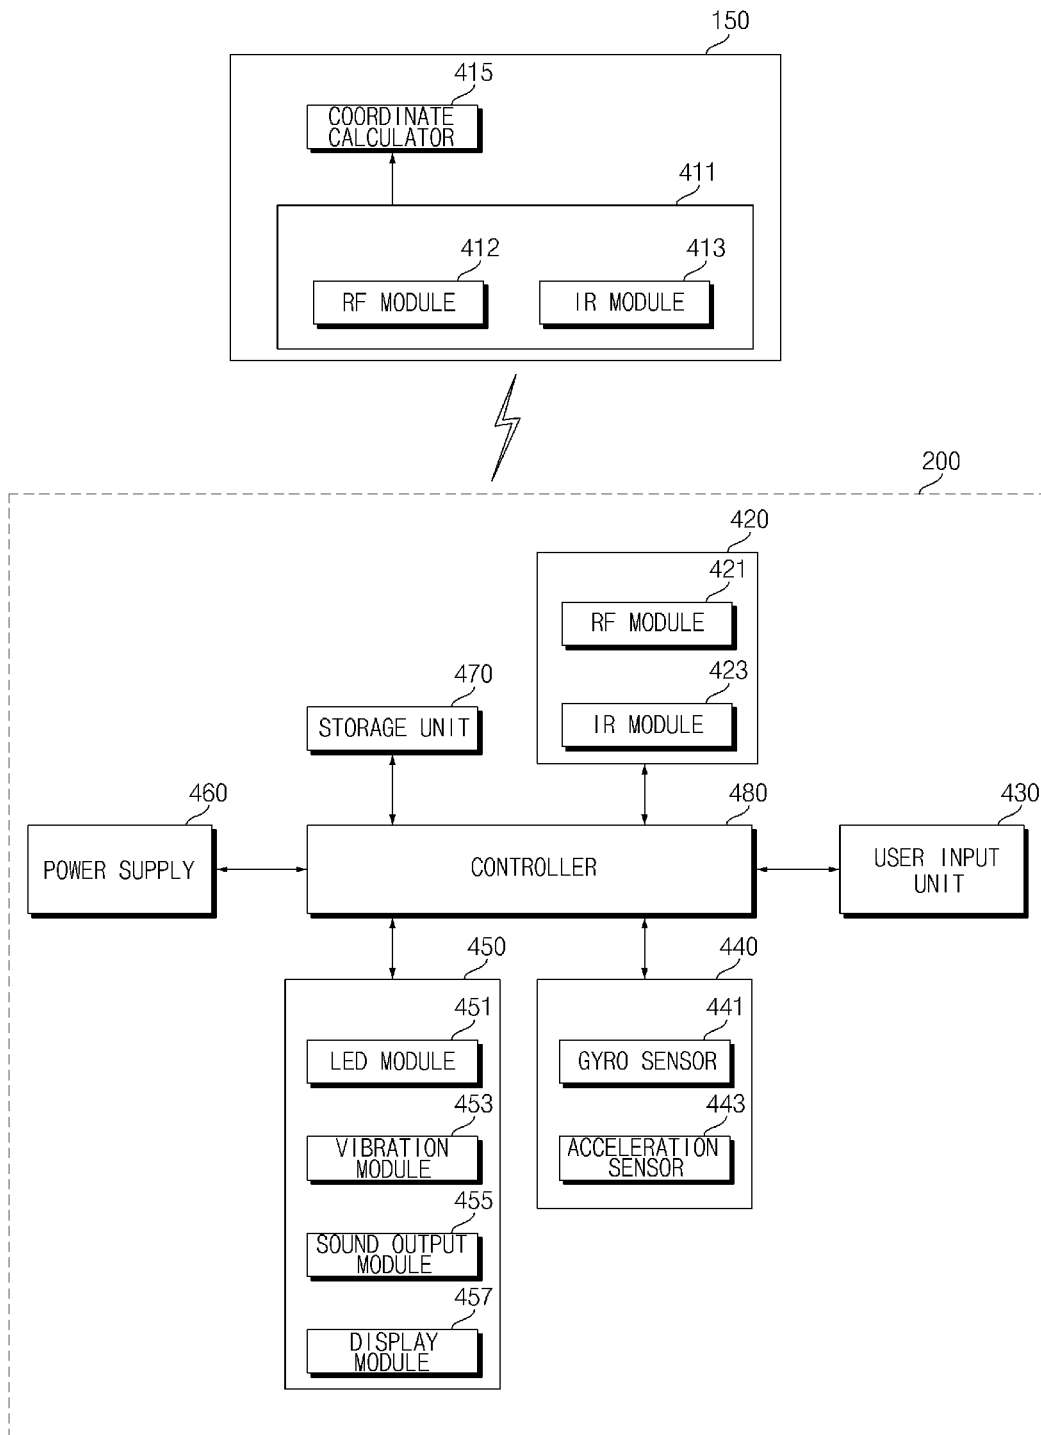 150
415
COORDINATE
CALCULATOR
411
412
413
RF MODULE
IR MODULE
200
420
421
RF MODULE
423
470
IR MODULE
STORAGE UNIT
460
480
430
POWER SUPPLY
CONTROLLER
USER INPUT
UNIT
450
440
451
441
LED MODULE
GYRO SENSOR
453
443
VIBRATION
MODULE
ACCELERATION
SENSOR
455
SOUND OUTPUT
MODULE
457
DISPLAY
MODULE